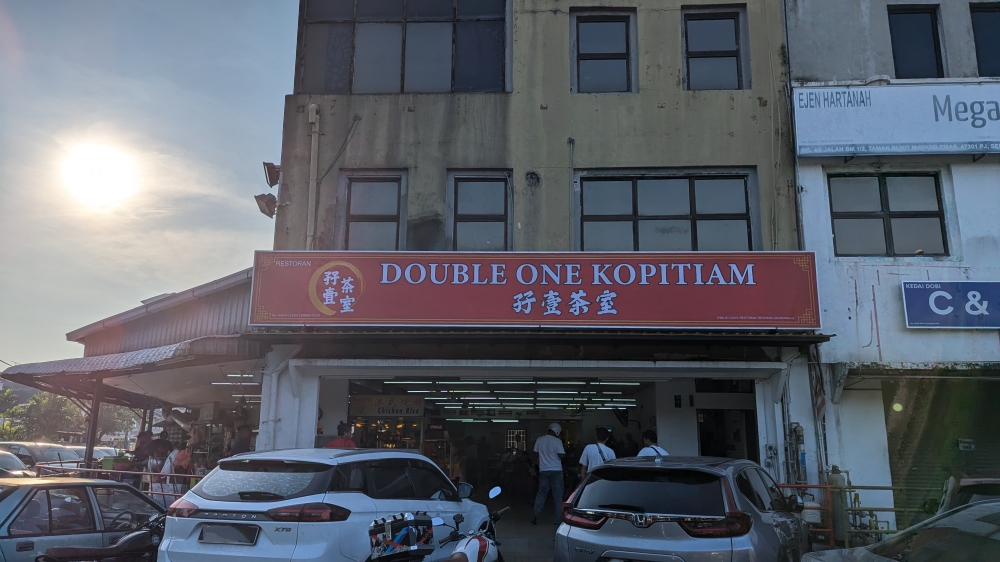 EJEN HARTANAH
Mega
RESTORAN
DOUBLE ONE KOPITIAM
孖壹茶室
孖壹
茶室
KEDAI DOBI
C &
Chicken Rice
X70